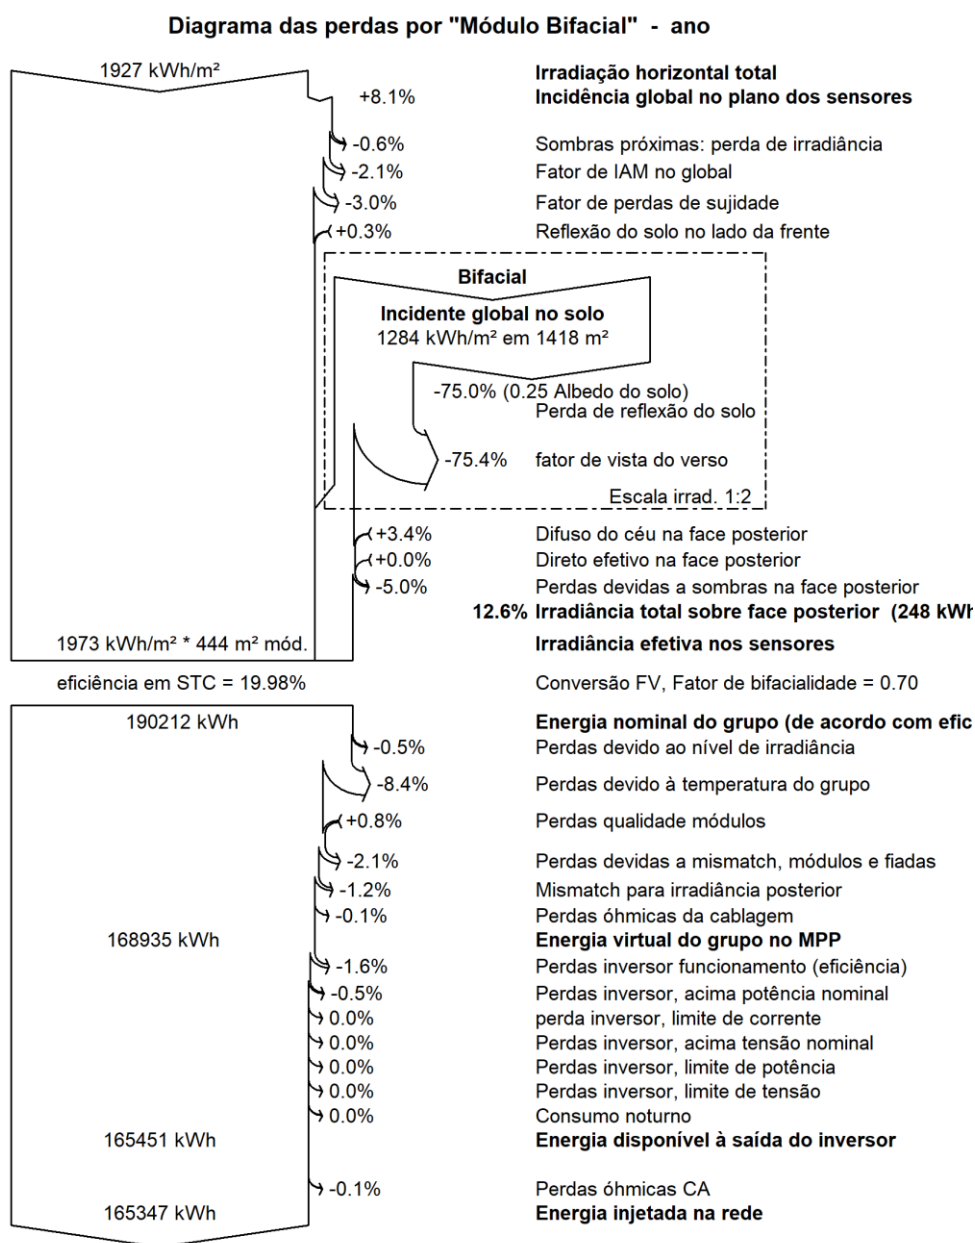 Diagrama das perdas por "Módulo Bifacial" - ano
1927 kWh/m² Irradiação horizontal total
+8.1% Incidência global no plano dos sensores
-0.6% Sombras próximas: perda de irradiância
-2.1% Fator de IAM no global
-3.0% Fator de perdas de sujidade
+0.3% Reflexão do solo no lado da frente
Bifacial
Incidente global no solo
1284 kWh/m² em 1418 m²
-75.0% (0.25 Albedo do solo)
Perda de reflexão do solo
-75.4% fator de vista do verso
Escala irrad. 1:2
+3.4% Difuso do céu na face posterior
+0.0% Direto efetivo na face posterior
-5.0% Perdas devidas a sombras na face posterior
12.6% Irradiância total sobre face posterior (248 kWh
1973 kWh/m² * 444 m² mód. Irradiância efetiva nos sensores
eficiência em STC = 19.98% Conversão FV, Fator de bifacialidade = 0.70
190212 kWh Energia nominal do grupo (de acordo com efic
-0.5% Perdas devido ao nível de irradiância
-8.4% Perdas devido à temperatura do grupo
+0.8% Perdas qualidade módulos
-2.1% Perdas devidas a mismatch, módulos e fiadas
-1.2% Mismatch para irradiância posterior
-0.1% Perdas óhmicas da cablagem
168935 kWh Energia virtual do grupo no MPP
-1.6% Perdas inversor funcionamento (eficiência)
-0.5% Perdas inversor, acima potência nominal
0.0% perda inversor, limite de corrente
0.0% Perdas inversor, acima tensão nominal
0.0% Perdas inversor, limite de potência
0.0% Perdas inversor, limite de tensão
0.0% Consumo noturno
165451 kWh Energia disponível à saída do inversor
-0.1% Perdas óhmicas CA
165347 kWh Energia injetada na rede